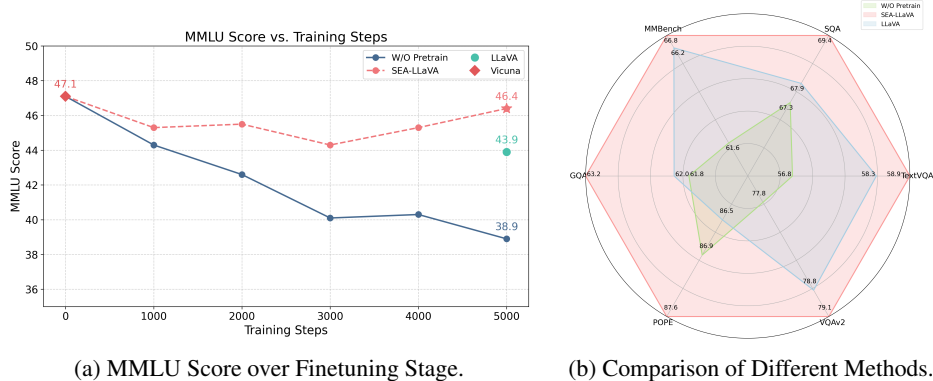 MMLU Score vs. Training Steps
W/O Pretrain
SEA-LLaVA
LLaVA
Vicuna
50
48
46
44
42
40
38
36
MMLU Score
47.1
46.4
43.9
38.9
0
1000
2000
3000
4000
5000
Training Steps
(a) MMLU Score over Finetuning Stage.
W/O Pretrain
SEA-LLaVA
LLaVA
MMBench
SQA
66.8
69.4
66.2
67.9
67.3
61.6
GQA
63.2
62.0
61.8
56.8
58.3
58.9
TextVQA
77.8
86.5
86.9
78.8
87.6
79.1
POPE
VQAv2
(b) Comparison of Different Methods.